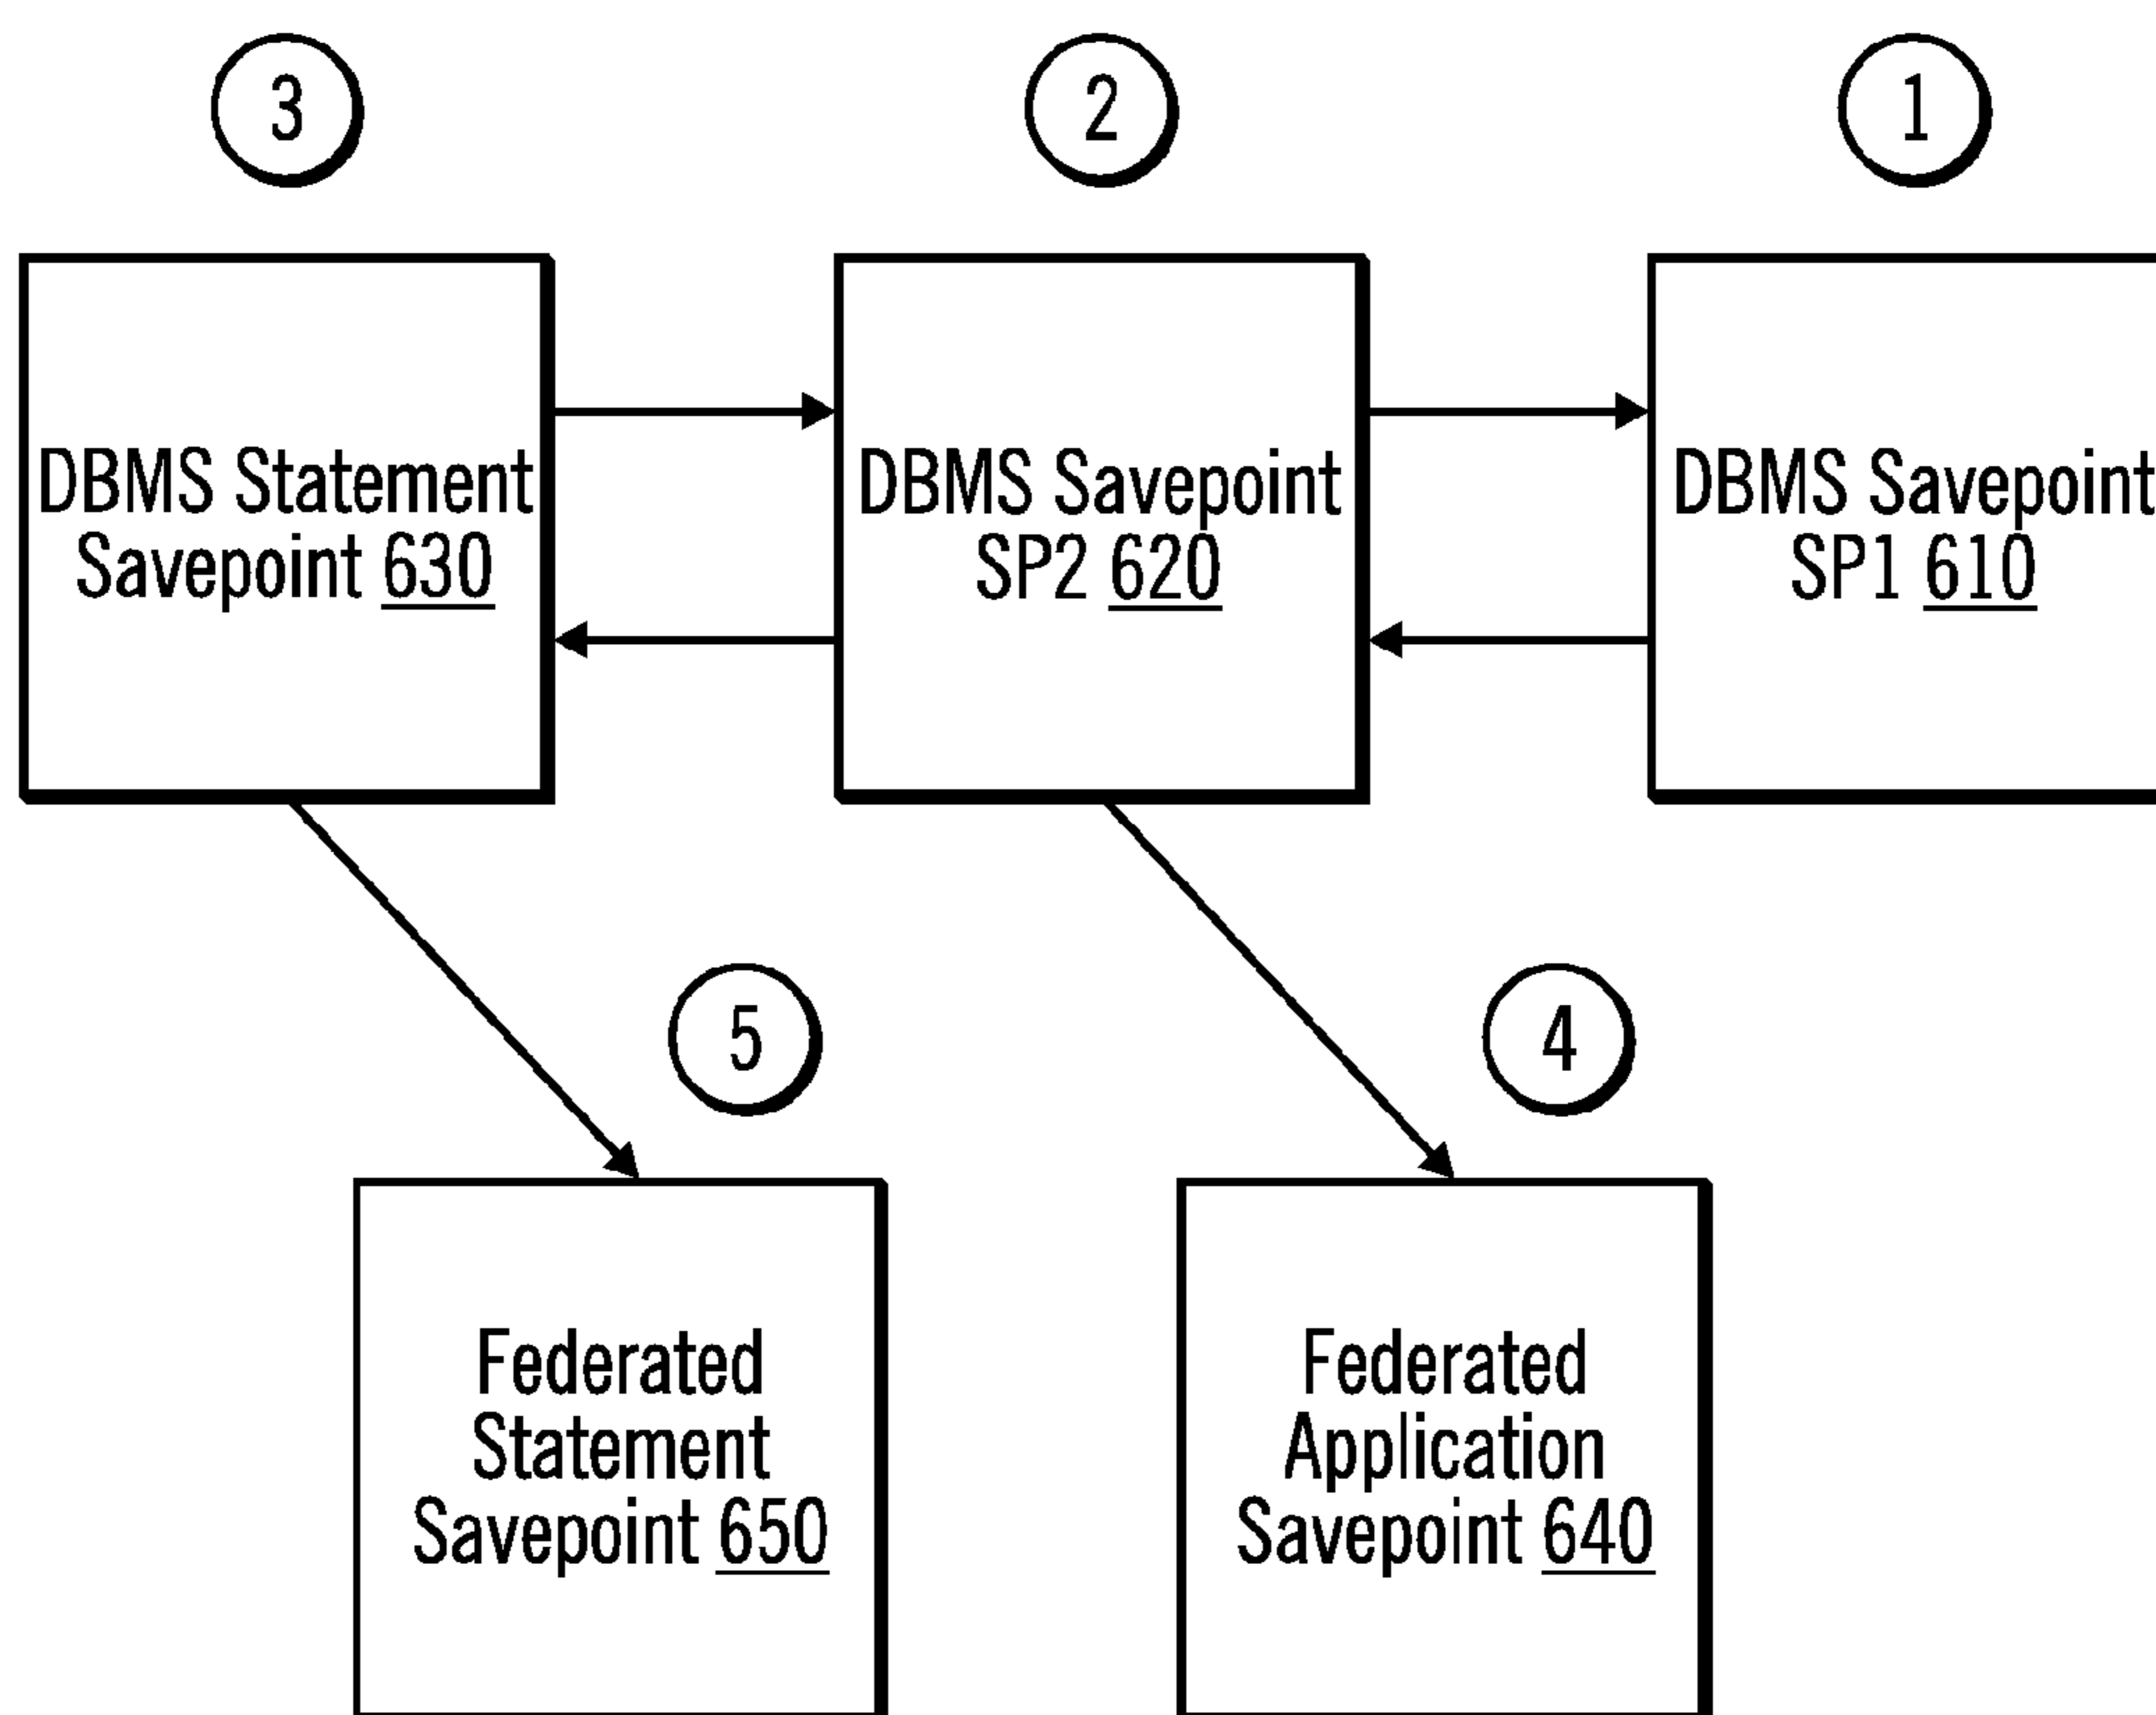 3
2
1
DBMS Statement
Savepoint 630
DBMS Savepoint
SP2 620
DBMS Savepoint
SP1 610
5
4
Federated
Statement
Savepoint 650
Federated
Application
Savepoint 640